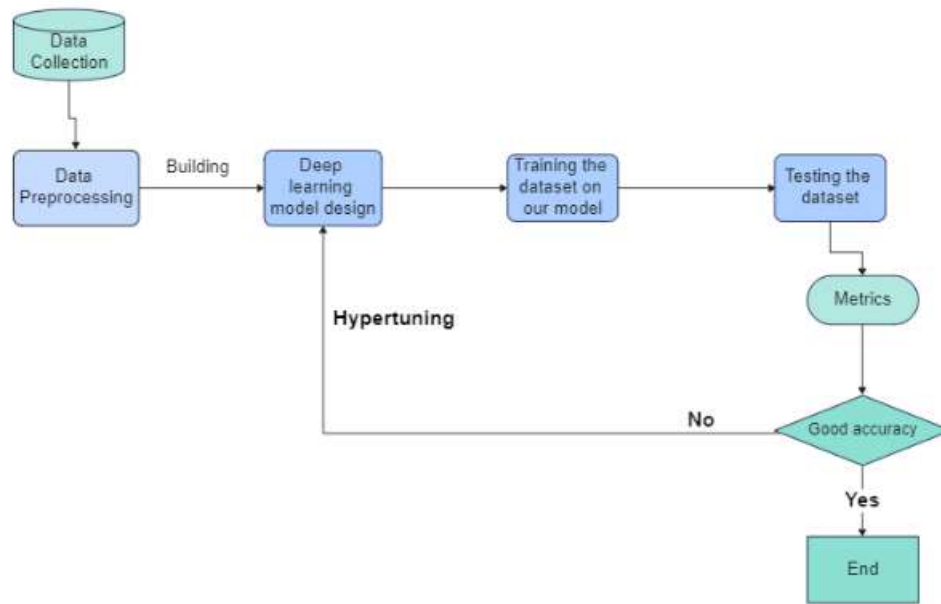 Data
Collection
Data
Preprocessing
Building
Deep
learning
model design
Training the
dataset on
our model
Testing the
dataset
Metrics
Hypertuning
No
Good accuracy
Yes
End